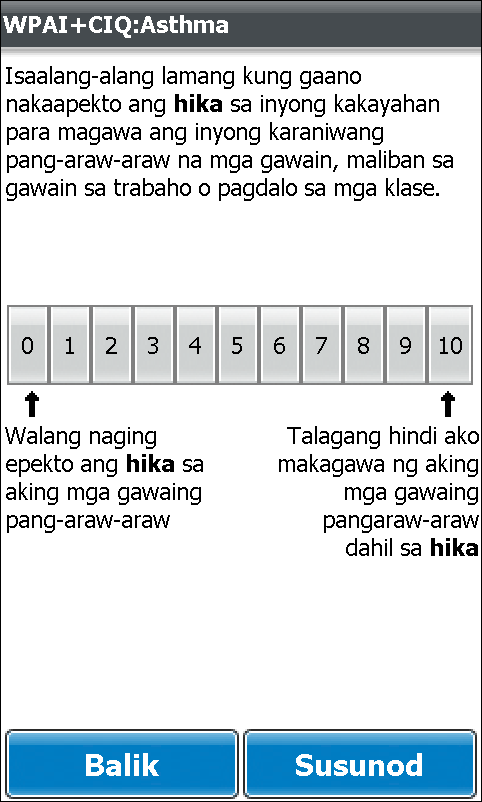 WPAI+CIQ:Asthma
Isaalang-alang lamang kung gaano
nakaapekto ang hika sa inyong kakayahan
para magawa ang inyong karaniwang
pang-araw-araw na mga gawain, maliban sa
gawain sa trabaho o pagdalo sa mga klase.
0 1 2 3 4 5 6 7 8 9 10
Walang naging
epekto ang hika sa
aking mga gawaing
pang-araw-araw
Talagang hindi ako
makagawa ng aking
mga gawaing
pangaraw-araw
dahil sa hika
Balik
Susunod